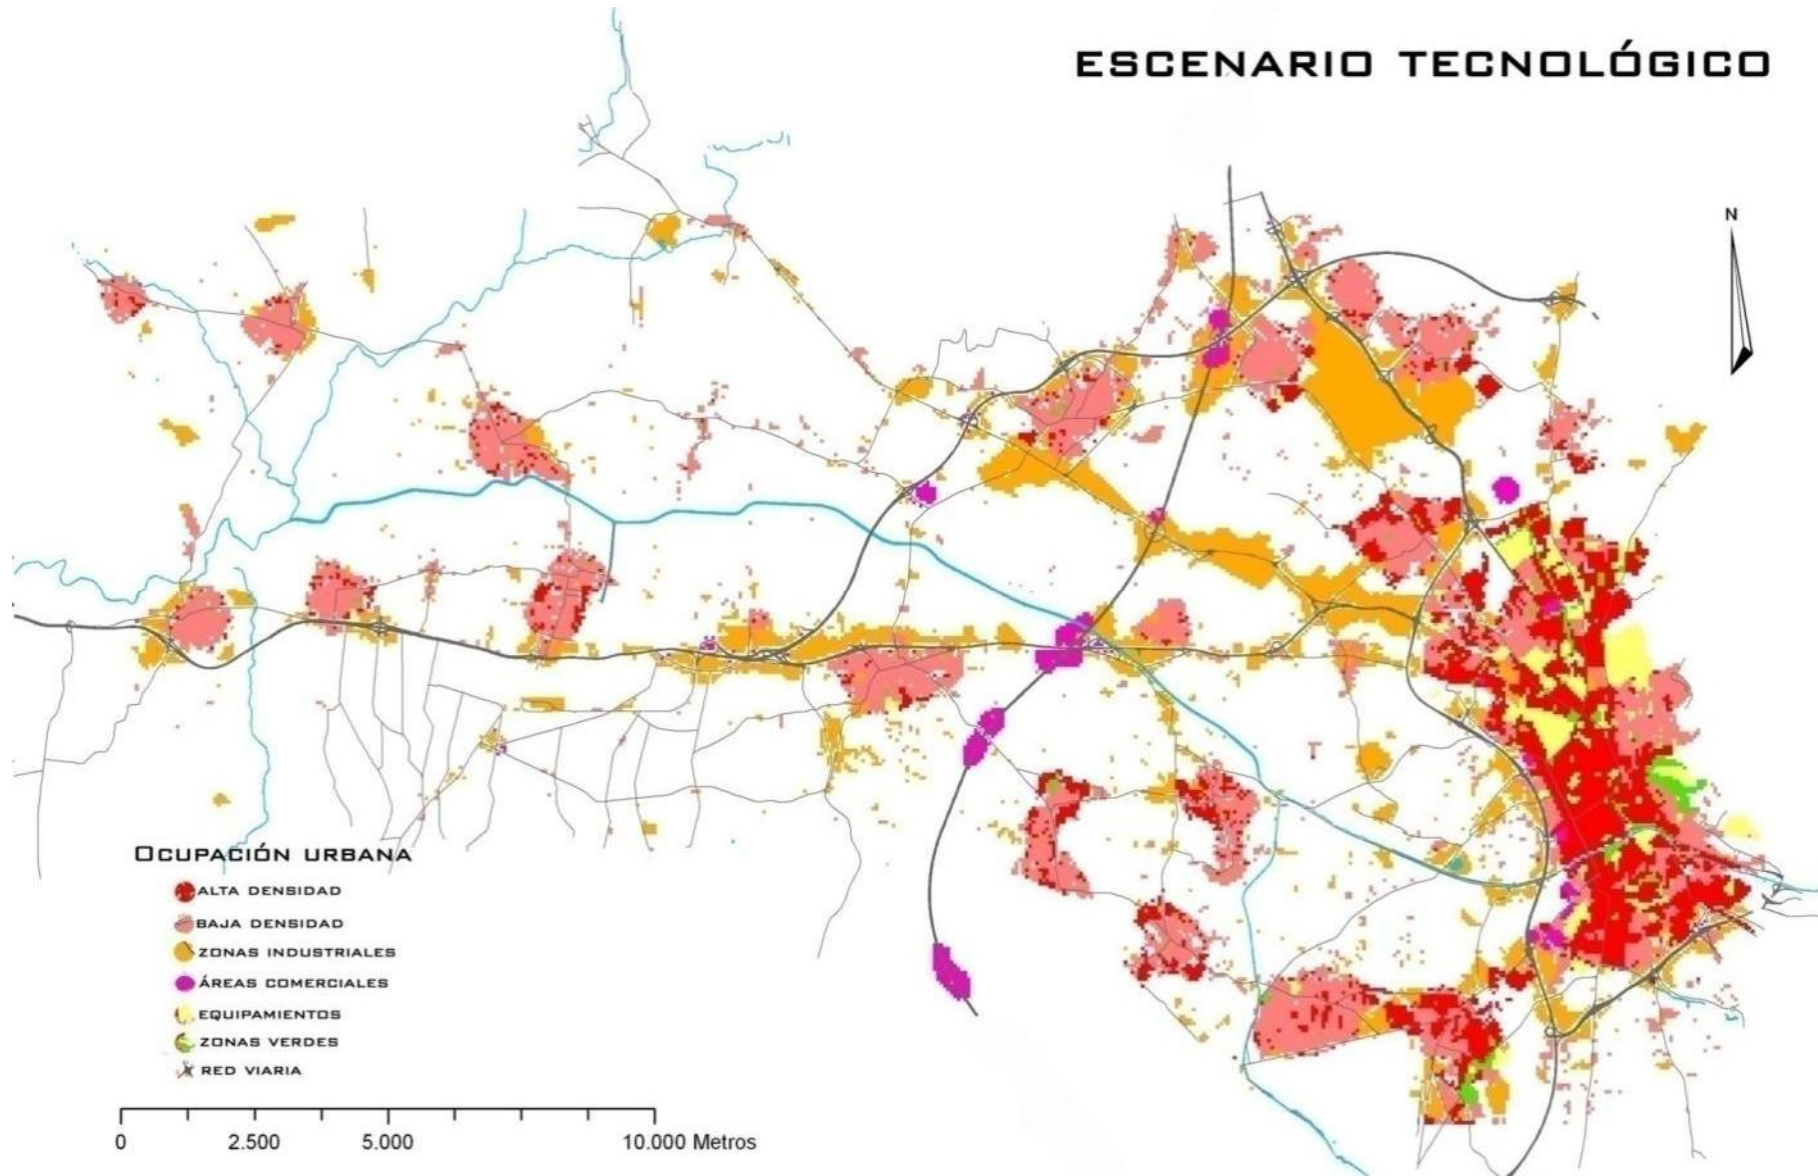 ESCENARIO TECNOLÓGICO
N
OCUPACIÓN URBANA
ALTA DENSIDAD
BAJA DENSIDAD
ZONAS INDUSTRIALES
ÁREAS COMERCIALES
EQUIPAMIENTOS
ZONAS VERDES
RED VIARIA
0 2.500 5.000 10.000 Metros